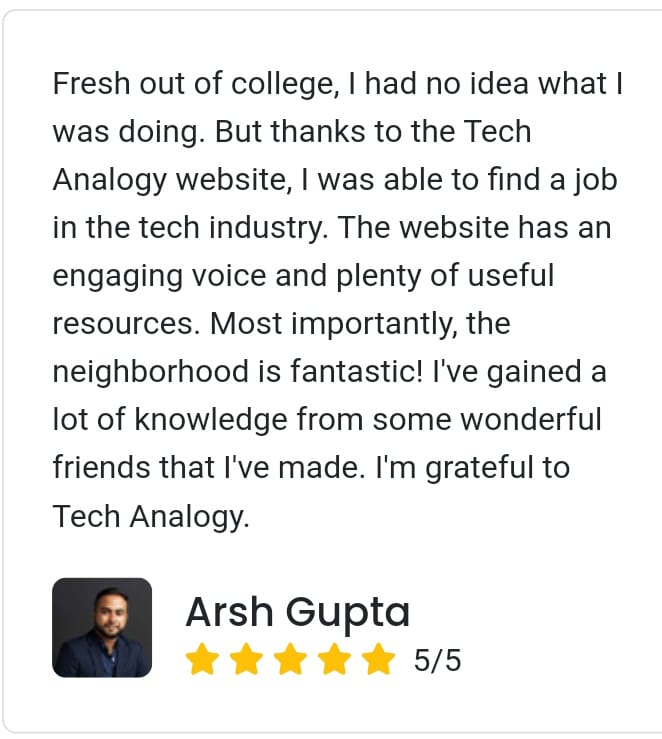 Fresh out of college, I had no idea what I
was doing. But thanks to the Tech
Analogy website, I was able to find a job
in the tech industry. The website has an
engaging voice and plenty of useful
resources. Most importantly, the
neighborhood is fantastic! I've gained a
lot of knowledge from some wonderful
friends that I've made. I'm grateful to
Tech Analogy.
Arsh Gupta
5/5